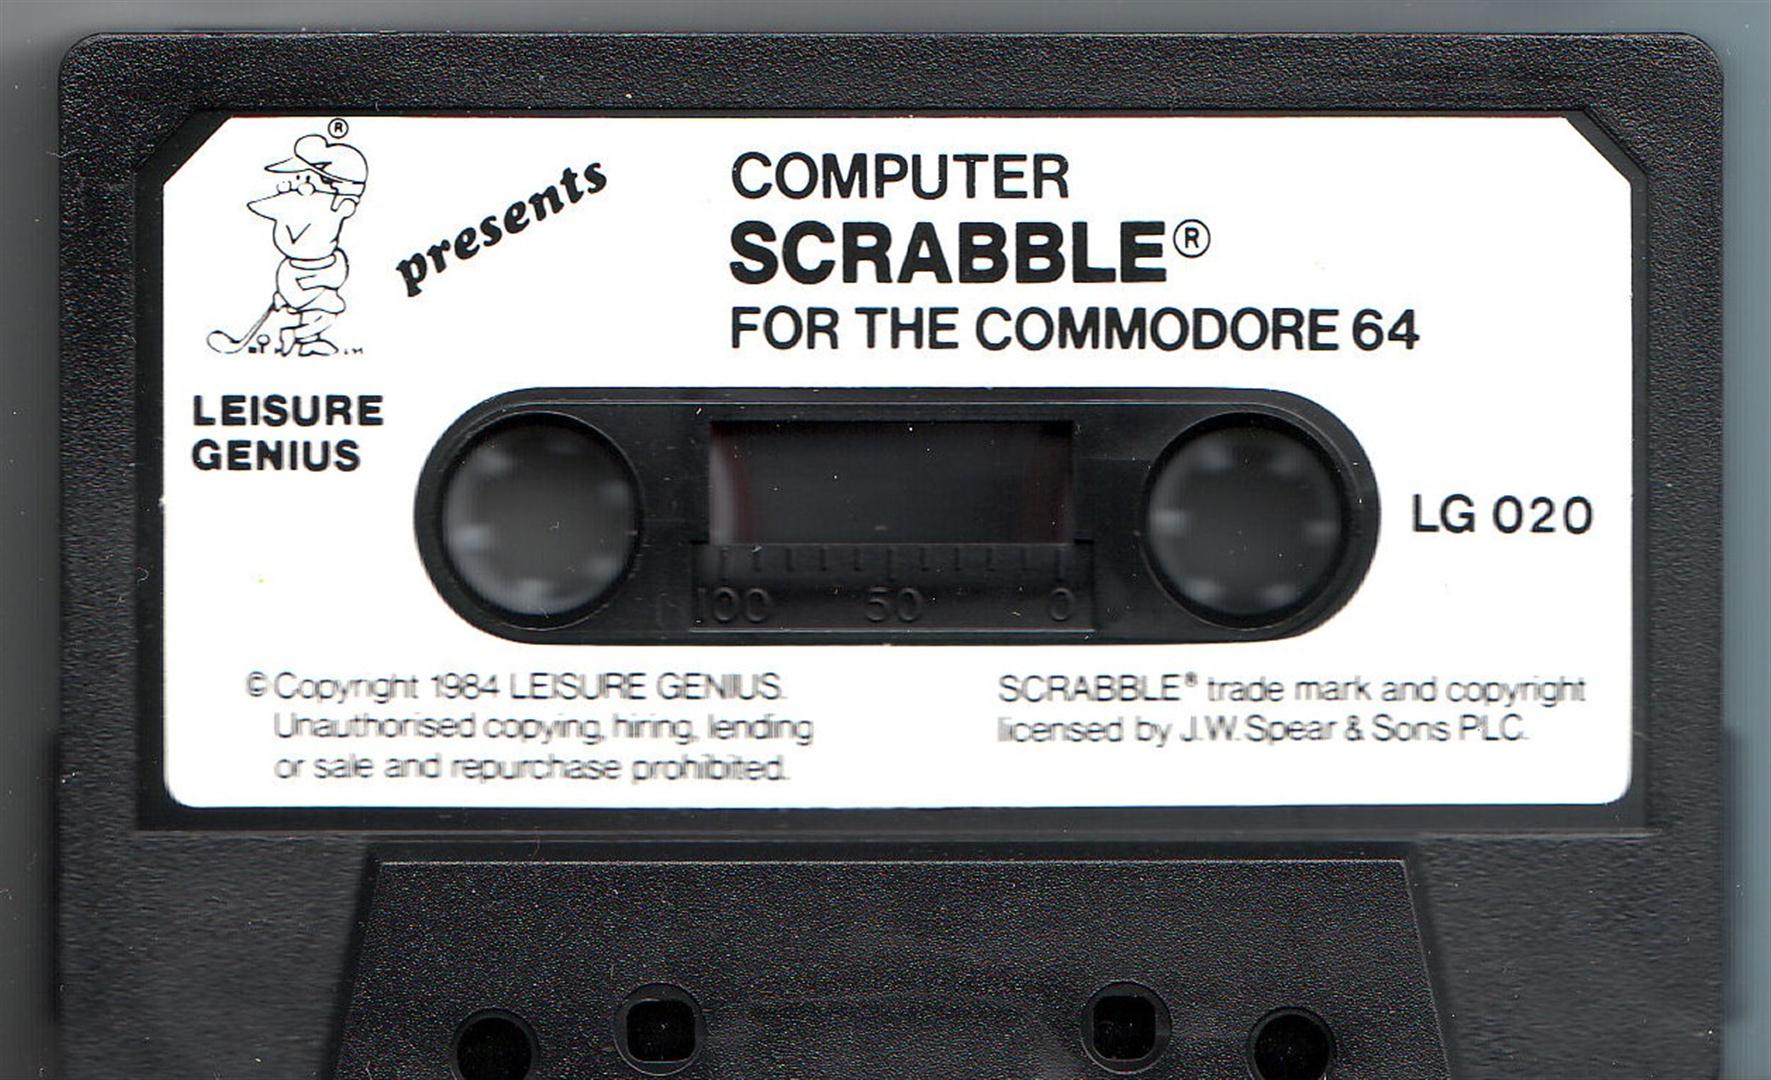 ®
presents
COMPUTER
SCRABBLE®
FOR THE COMMODORE 64
LEISURE
GENIUS
LG 020
100 50 0
© Copyright 1984 LEISURE GENIUS.
Unauthorised copying, hiring, lending
or sale and repurchase prohibited.
SCRABBLE® trade mark and copyright
licensed by J.W. Spear & Sons PLC.